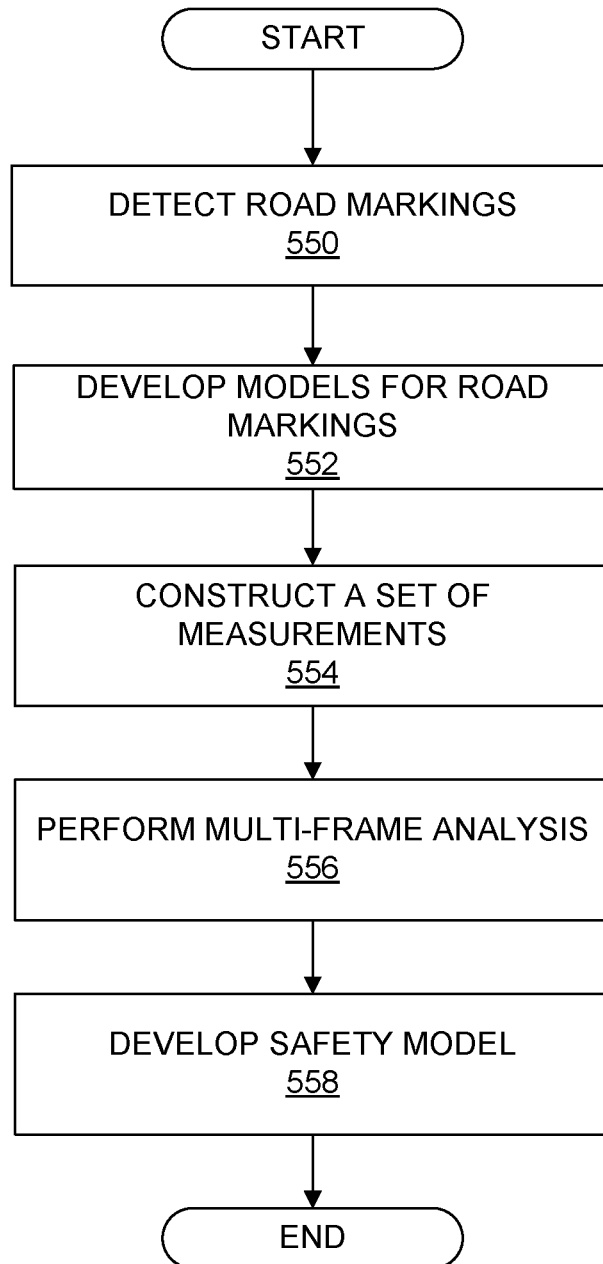 START
DETECT ROAD MARKINGS
550
DEVELOP MODELS FOR ROAD
MARKINGS
552
CONSTRUCT A SET OF
MEASUREMENTS
554
PERFORM MULTI-FRAME ANALYSIS
556
DEVELOP SAFETY MODEL
558
END